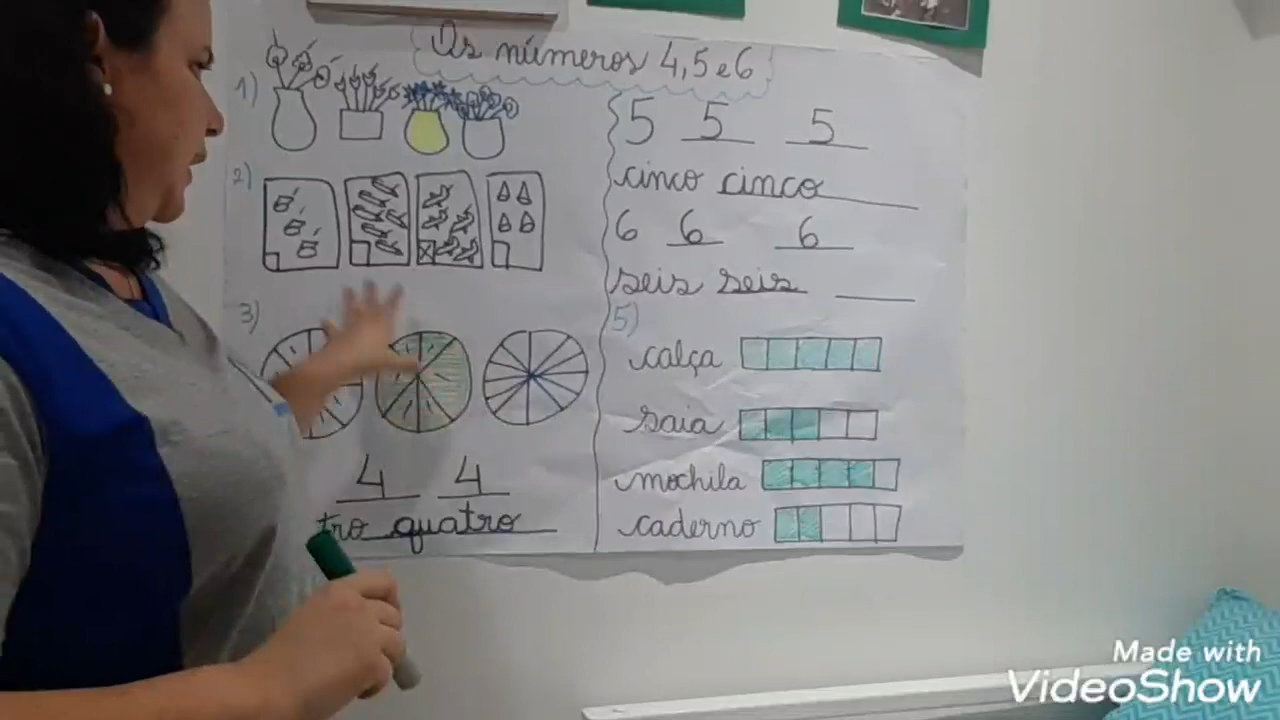 Os números 4, 5 e 6
1)
2)
3)
4 4
tro quatro
5 5 5
cinco cinco
6 6 6
seis seis
5)
calça
saia
mochila
caderno
Made with
VideoShow